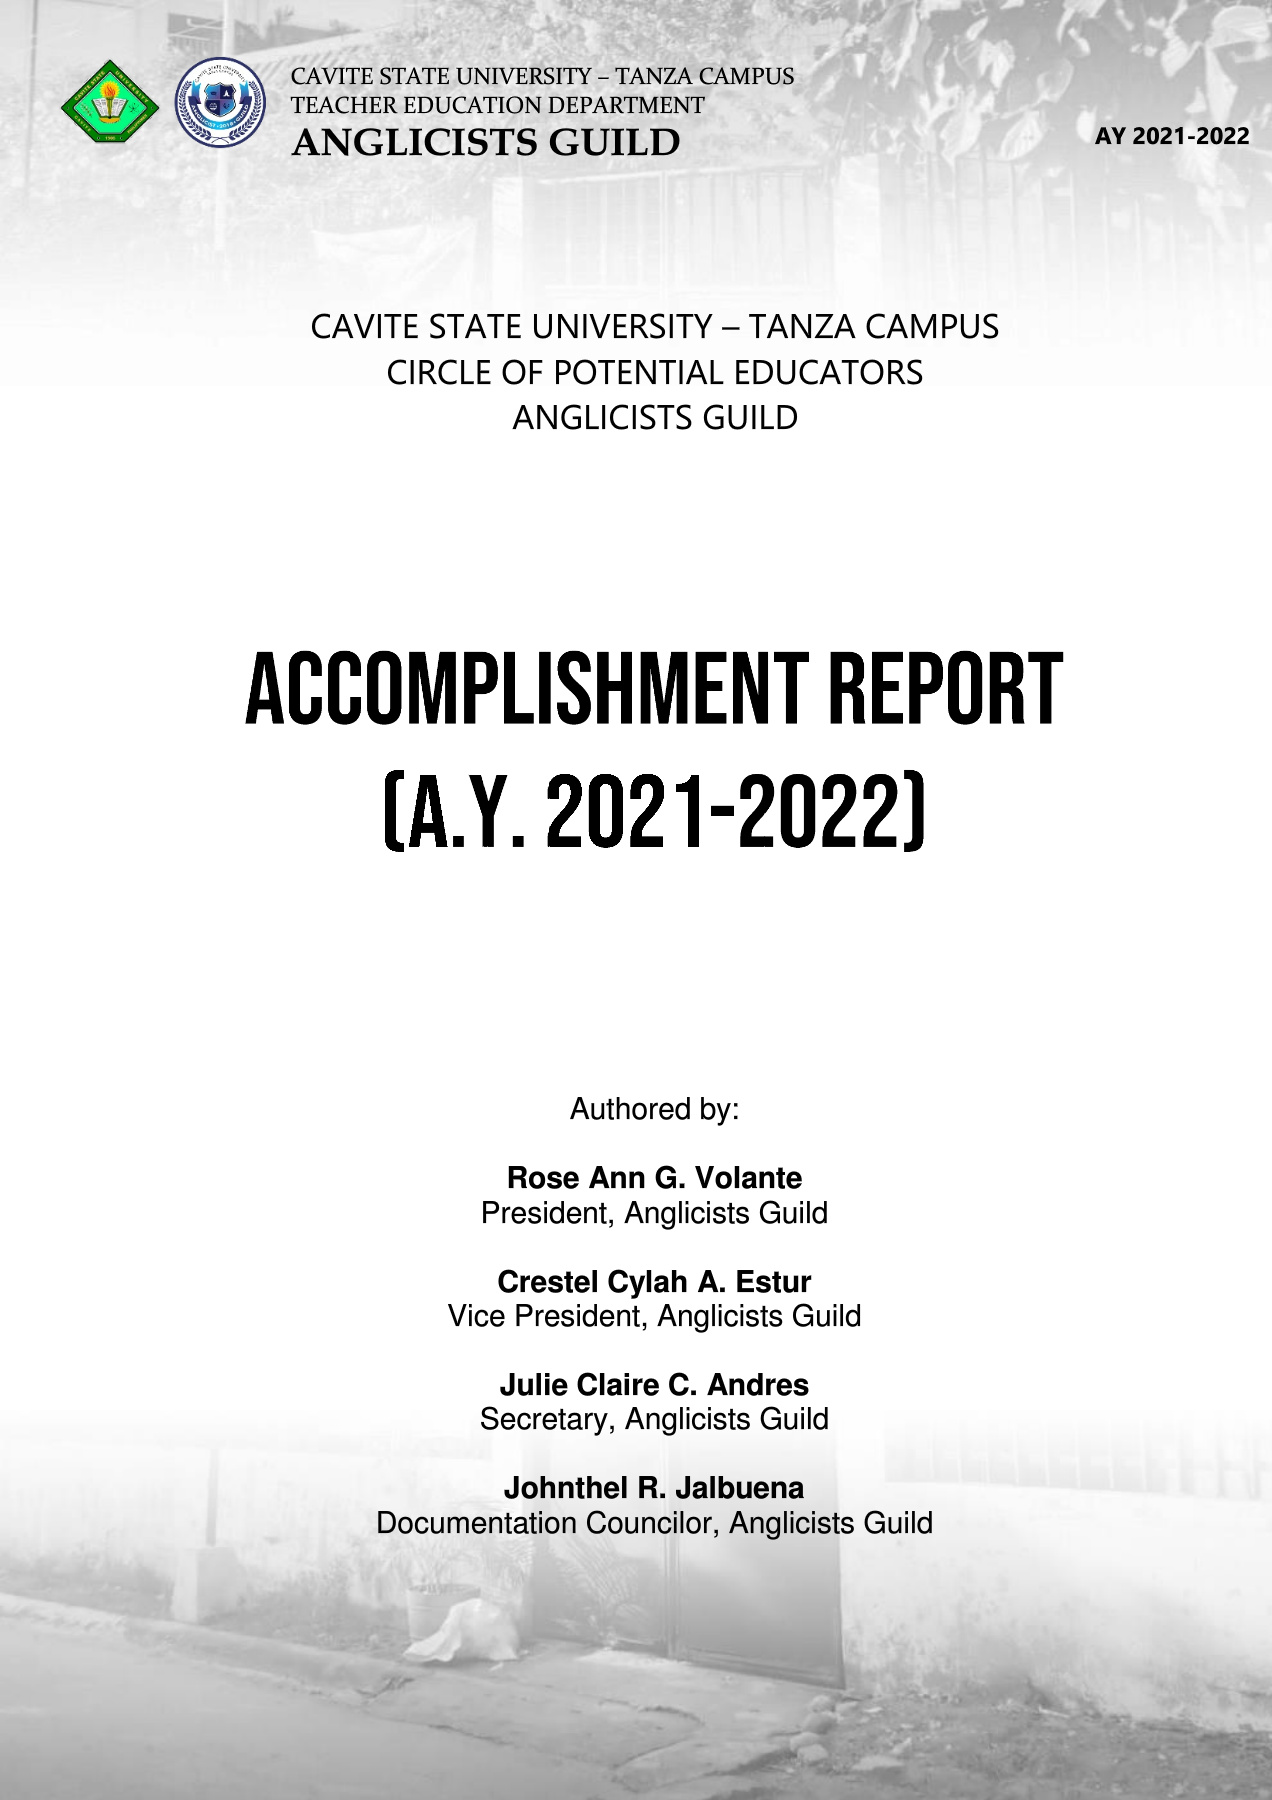 CAVITE STATE UNIVERSITY – TANZA CAMPUS
TEACHER EDUCATION DEPARTMENT
ANGLICISTS GUILD
AY 2021-2022
CAVITE STATE UNIVERSITY – TANZA CAMPUS
CIRCLE OF POTENTIAL EDUCATORS
ANGLICISTS GUILD
ACCOMPLISHMENT REPORT
(A.Y. 2021-2022)
Authored by:
Rose Ann G. Volante
President, Anglicists Guild
Crestel Cylah A. Estur
Vice President, Anglicists Guild
Julie Claire C. Andres
Secretary, Anglicists Guild
Johnthel R. Jalbuena
Documentation Councilor, Anglicists Guild